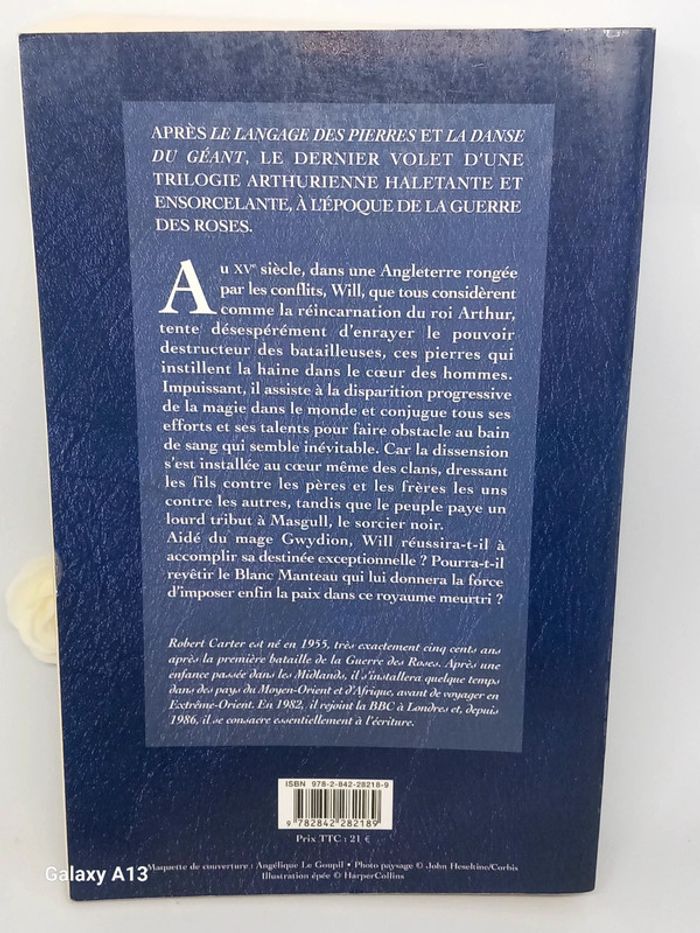 APRÈS LE LANGAGE DES PIERRES ET LA DANSE
DU GÉANT, LE DERNIER VOLET D'UNE
TRILOGIE ARTHURIENNE HALETANTE ET
ENSORCELANTE, À L'ÉPOQUE DE LA GUERRE
DES ROSES.
Au XVe siècle, dans une Angleterre rongée
par les conflits, Will, que tous considèrent
comme la réincarnation du roi Arthur,
tente désespérément d'enrayer le pouvoir
destructeur des batailleuses, ces pierres qui
instillent la haine dans le cœur des hommes.
Impuissant, il assiste à la disparition progressive
de la magie dans le monde et conjugue tous ses
efforts et ses talents pour faire obstacle au bain
de sang qui semble inévitable. Car la dissension
s'est installée au cœur même des clans, dressant
les fils contre les pères et les frères les uns
contre les autres, tandis que le peuple paye un
lourd tribut à Masgull, le sorcier noir.
Aidé du mage Gwydion, Will réussira-t-il à
accomplir sa destinée exceptionnelle ? Pourra-t-il
revêtir le Blanc Manteau qui lui donnera la force
d'imposer enfin la paix dans ce royaume meurtri ?
Robert Carter est né en 1955, très exactement cinq cents ans
après la première bataille de la Guerre des Roses. Après une
enfance passée dans les Midlands, il s'installera quelque temps
dans des pays du Moyen-Orient et d'Afrique, avant de voyager en
Extrême-Orient. En 1982, il rejoint la BBC à Londres et, depuis
1986, il se consacre essentiellement à l'écriture.
ISBN 978-2-842-28218-9
9 782842 282189
Prix TTC : 21 €
Maquette de couverture : Angélique Le Goupil • Photo paysage © John Heseltine/Corbis
Illustration épée © HarperCollins
Galaxy A13